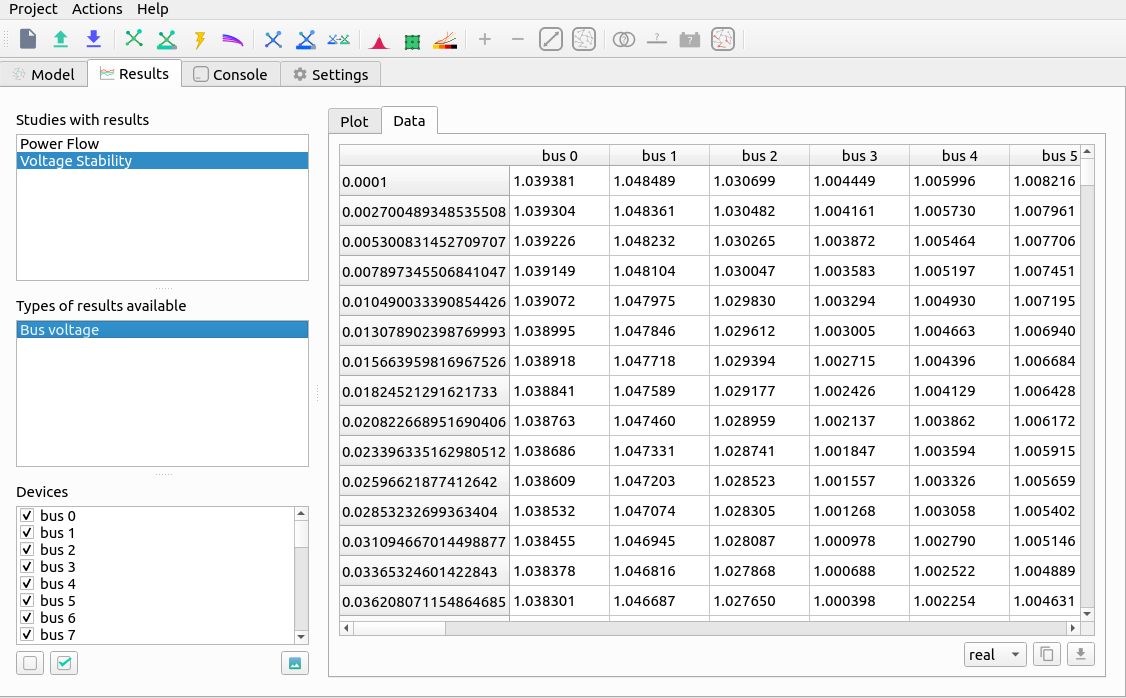 Project Actions Help
Model Results Console Settings
Studies with results
Power Flow
Voltage Stability
Types of results available
Bus voltage
Devices
bus 0
bus 1
bus 2
bus 3
bus 4
bus 5
bus 6
bus 7
Plot Data
bus 0 bus 1 bus 2 bus 3 bus 4 bus 5
0.0001 1.039381 1.048489 1.030699 1.004449 1.005996 1.008216
0.002700489348535508 1.039304 1.048361 1.030482 1.004161 1.005730 1.007961
0.005300831452709707 1.039226 1.048232 1.030265 1.003872 1.005464 1.007706
0.007897345506841047 1.039149 1.048104 1.030047 1.003583 1.005197 1.007451
0.010490033390854426 1.039072 1.047975 1.029830 1.003294 1.004930 1.007195
0.013078902398769993 1.038995 1.047846 1.029612 1.003005 1.004663 1.006940
0.015663959816967526 1.038918 1.047718 1.029394 1.002715 1.004396 1.006684
0.01824521291621733 1.038841 1.047589 1.029177 1.002426 1.004129 1.006428
0.020822668951690406 1.038763 1.047460 1.028959 1.002137 1.003862 1.006172
0.023396335162980512 1.038686 1.047331 1.028741 1.001847 1.003594 1.005915
0.02596621877412642 1.038609 1.047203 1.028523 1.001557 1.003326 1.005659
0.02853232699363404 1.038532 1.047074 1.028305 1.001268 1.003058 1.005402
0.031094667014498877 1.038455 1.046945 1.028087 1.000978 1.002790 1.005146
0.03365324601422843 1.038378 1.046816 1.027868 1.000688 1.002522 1.004889
0.036208071154864685 1.038301 1.046687 1.027650 1.000398 1.002254 1.004631
real